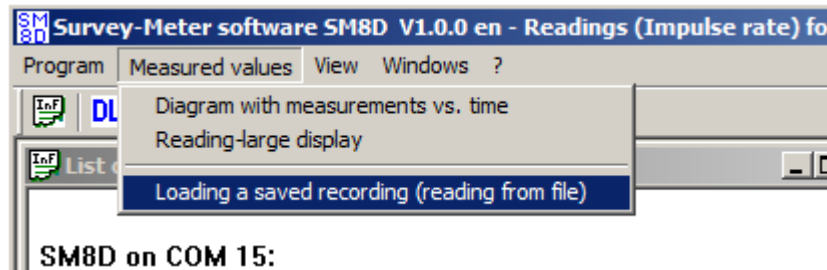 SM8D Survey-Meter software SM8D V1.0.0 en - Readings (Impulse rate) fo
Program Measured values View Windows ?
Inf DL
Diagram with measurements vs. time
Reading-large display
Inf List
Loading a saved recording (reading from file)
SM8D on COM 15: